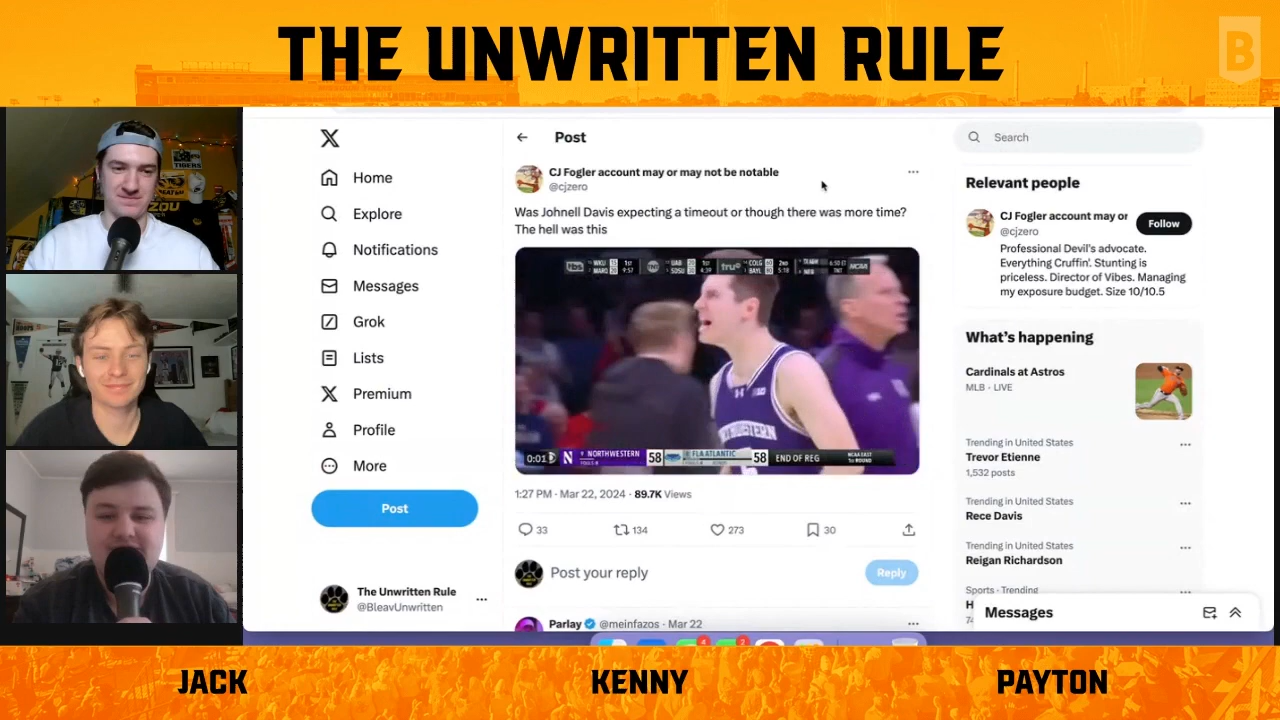 THE UNWRITTEN RULE
B
TIGERS
X
Home
Explore
Notifications
Messages
Grok
Lists
Premium
Profile
More
Post
The Unwritten Rule
@BleavUnwritten
Post
CJ Fogler account may or may not be notable
@cjzero
Was Johnell Davis expecting a timeout or though there was more time?
The hell was this
0:01 N NORTHWESTERN 58 FLA ATLANTIC 58 END OF REG
1:27 PM · Mar 22, 2024 · 89.7K Views
33 134 273 30
Post your reply
Reply
Parlay @meinfazos · Mar 22
Search
Relevant people
CJ Fogler account may or
@cjzero
Follow
Professional Devil's advocate.
Everything Cruffin'. Stunting is
priceless. Director of Vibes. Managing
my exposure budget. Size 10/10.5
What's happening
Cardinals at Astros
MLB · LIVE
Trending in United States
Trevor Etienne
1,532 posts
Trending in United States
Rece Davis
Trending in United States
Reigan Richardson
Sports · Trending
Messages
JACK
KENNY
PAYTON